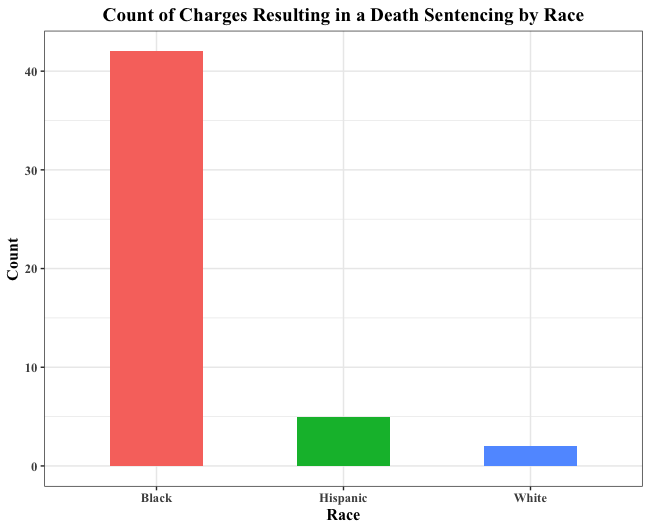 Count of Charges Resulting in a Death Sentencing by Race
Count
40
30
20
10
0
Black Hispanic White
Race